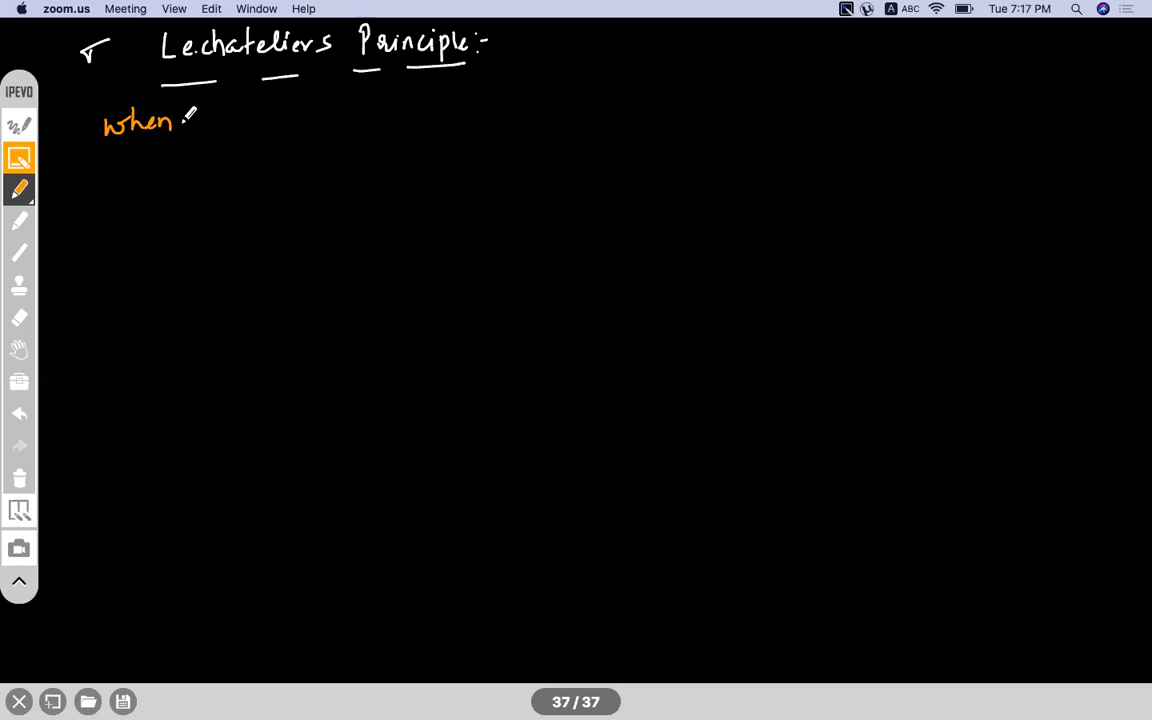 zoom.us Meeting View Edit Window Help A ABC Tue 7:17 PM
Le.chateliers Principle:-
IPEVO
when
37 / 37